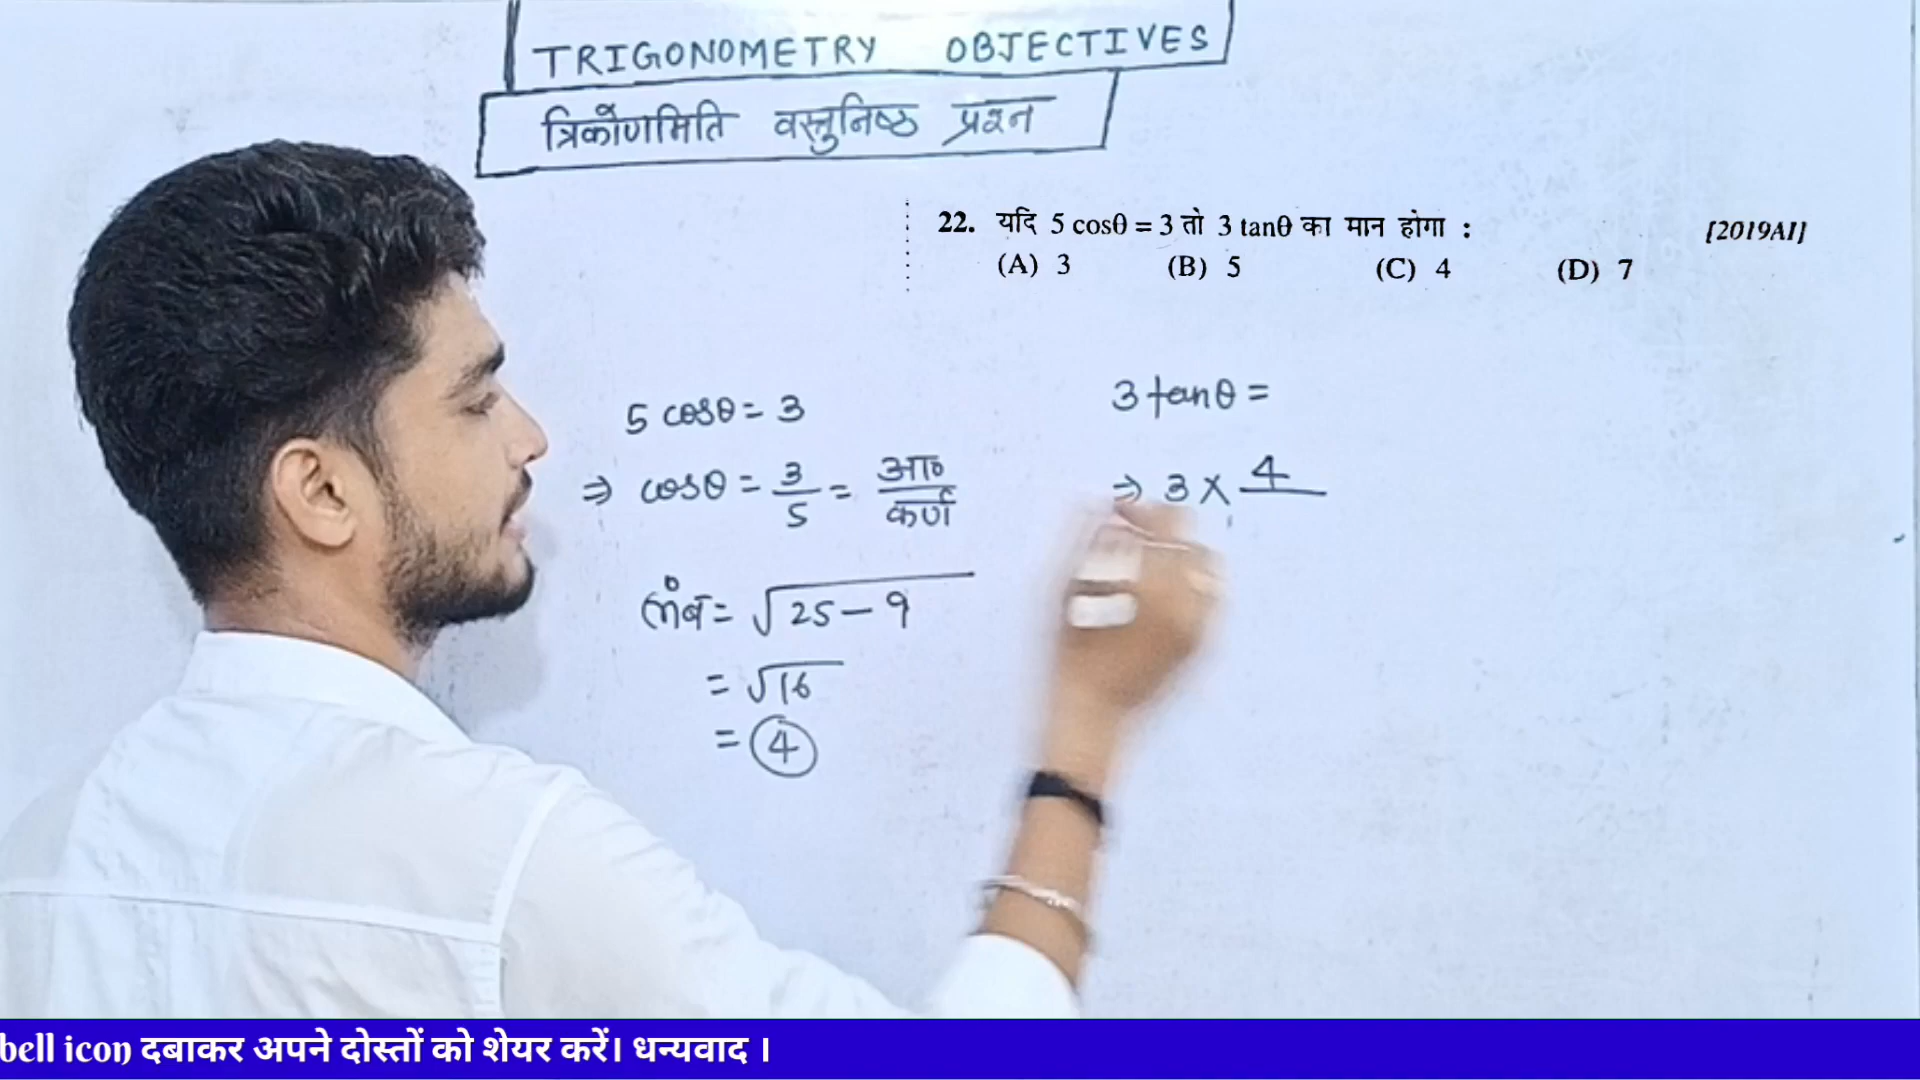 TRIGONOMETRY OBJECTIVES
त्रिकोणमिति वस्तुनिष्ठ प्रश्न
22. यदि 5 cosθ = 3 तो 3 tanθ का मान होगा : [2019AI]
(A) 3 (B) 5 (C) 4 (D) 7
5 cosθ = 3
⇒ cosθ = 3/5 = आ०/कर्ण
लंब = √25 – 9
= √16
= 4
3 tanθ =
⇒ 3 × 4
bell icon दबाकर अपने दोस्तों को शेयर करें। धन्यवाद ।